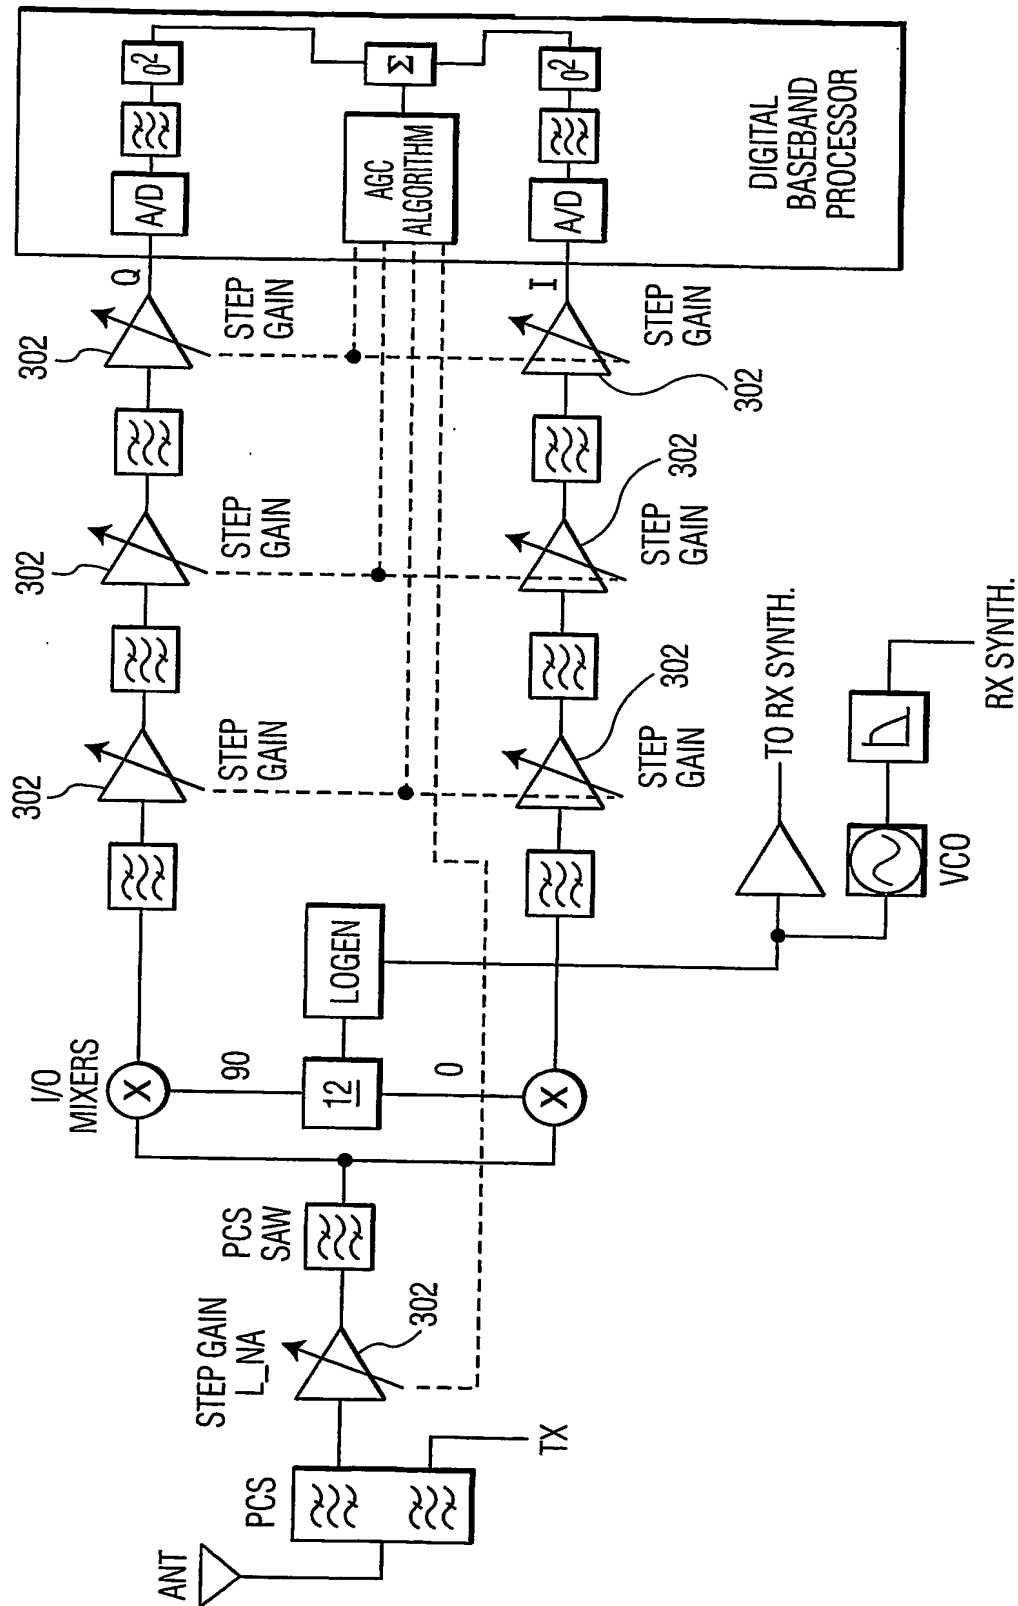 ANT
PCS
TX
STEP GAIN
L_NA
302
PCS
SAW
I/O
MIXERS
X
90
12
0
X
LOGEN
302
STEP
GAIN
302
STEP
GAIN
302
STEP
GAIN
Q
STEP
GAIN
302
STEP
GAIN
302
STEP
GAIN
302
I
A/D
0²
Σ
AGC
ALGORITHM
A/D
0²
DIGITAL
BASEBAND
PROCESSOR
TO RX SYNTH.
VCO
RX SYNTH.